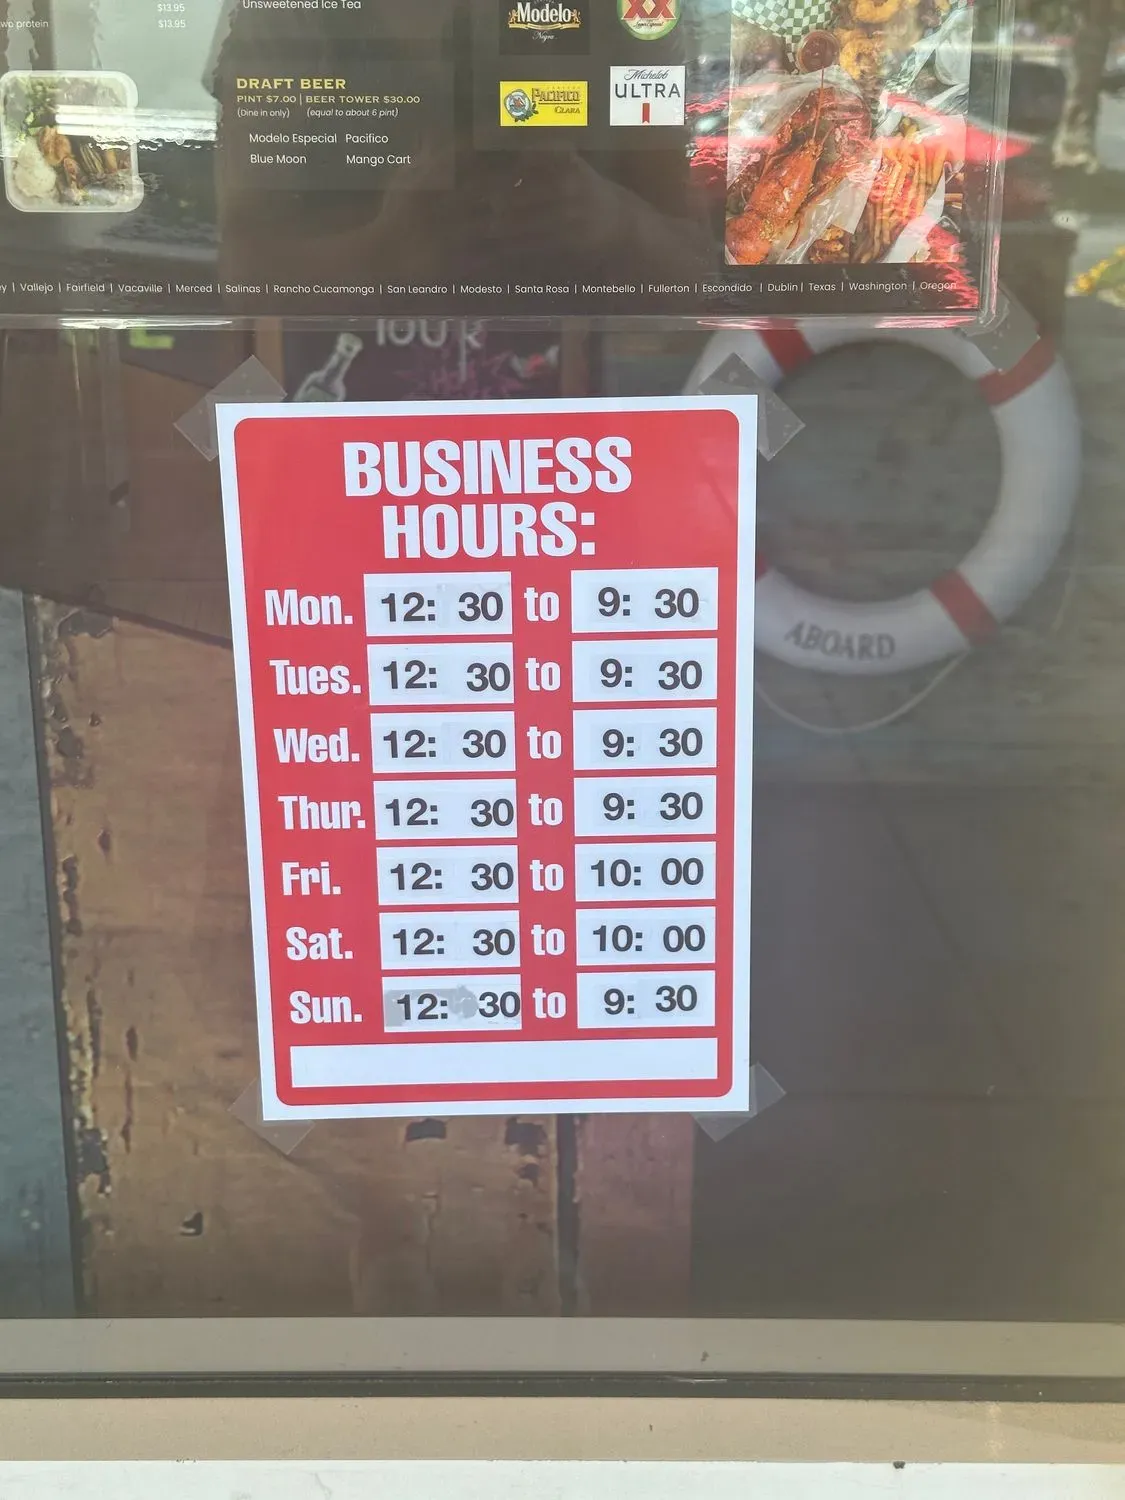 $13.95
wo protein $13.95
Unsweetened Ice Tea
Modelo
Negra
XX
DRAFT BEER
PINT $7.00 | BEER TOWER $30.00
(Dine in only) (equal to about 6 pint)
Modelo Especial Pacifico
Blue Moon Mango Cart
PACIFICO
CLARA
Michelob
ULTRA
y | Vallejo | Fairfield | Vacaville | Merced | Salinas | Rancho Cucamonga | San Leandro | Modesto | Santa Rosa | Montebello | Fullerton | Escondido | Dublin | Texas | Washington | Oregon
BUSINESS
HOURS:
Mon. 12: 30 to 9: 30
Tues. 12: 30 to 9: 30
Wed. 12: 30 to 9: 30
Thur. 12: 30 to 9: 30
Fri. 12: 30 to 10: 00
Sat. 12: 30 to 10: 00
Sun. 12: 30 to 9: 30
ABOARD